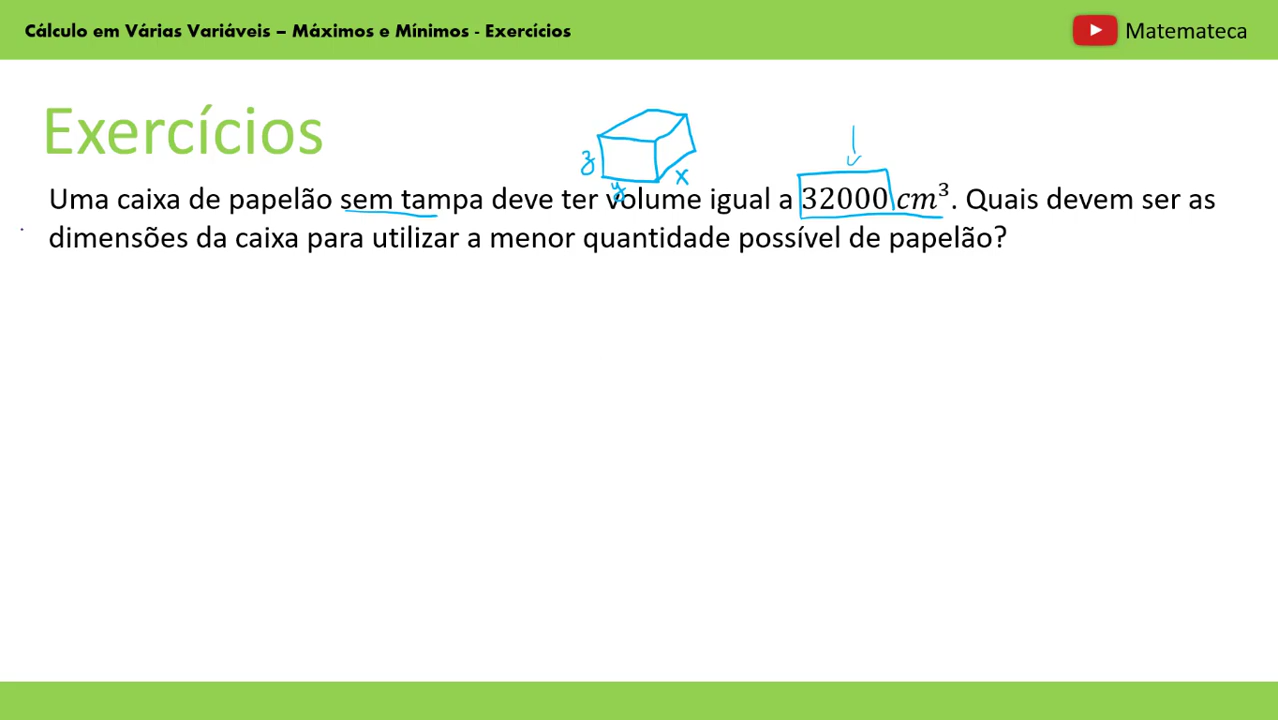 Cálculo em Várias Variáveis – Máximos e Mínimos - Exercícios
Matemateca
Exercícios
z
y
x
Uma caixa de papelão sem tampa deve ter volume igual a 32000 cm³. Quais devem ser as
dimensões da caixa para utilizar a menor quantidade possível de papelão?